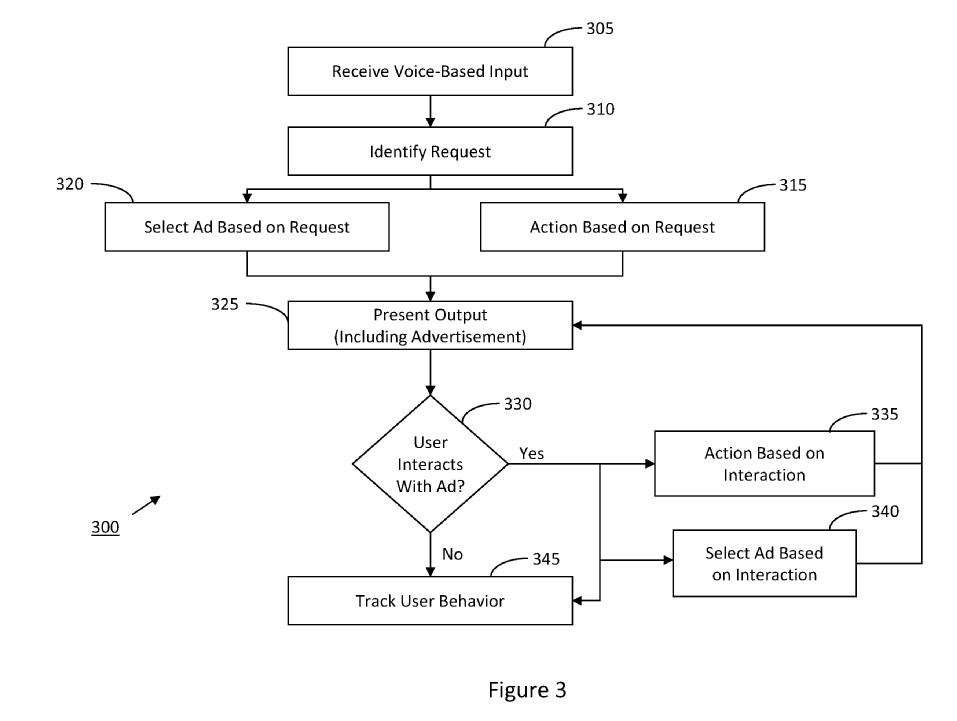 305
Receive Voice-Based Input
310
Identify Request
320
315
Select Ad Based on Request
Action Based on Request
325
Present Output
(Including Advertisement)
330
User
Interacts
With Ad?
Yes
335
Action Based on
Interaction
340
Select Ad Based
on Interaction
300
No
345
Track User Behavior
Figure 3